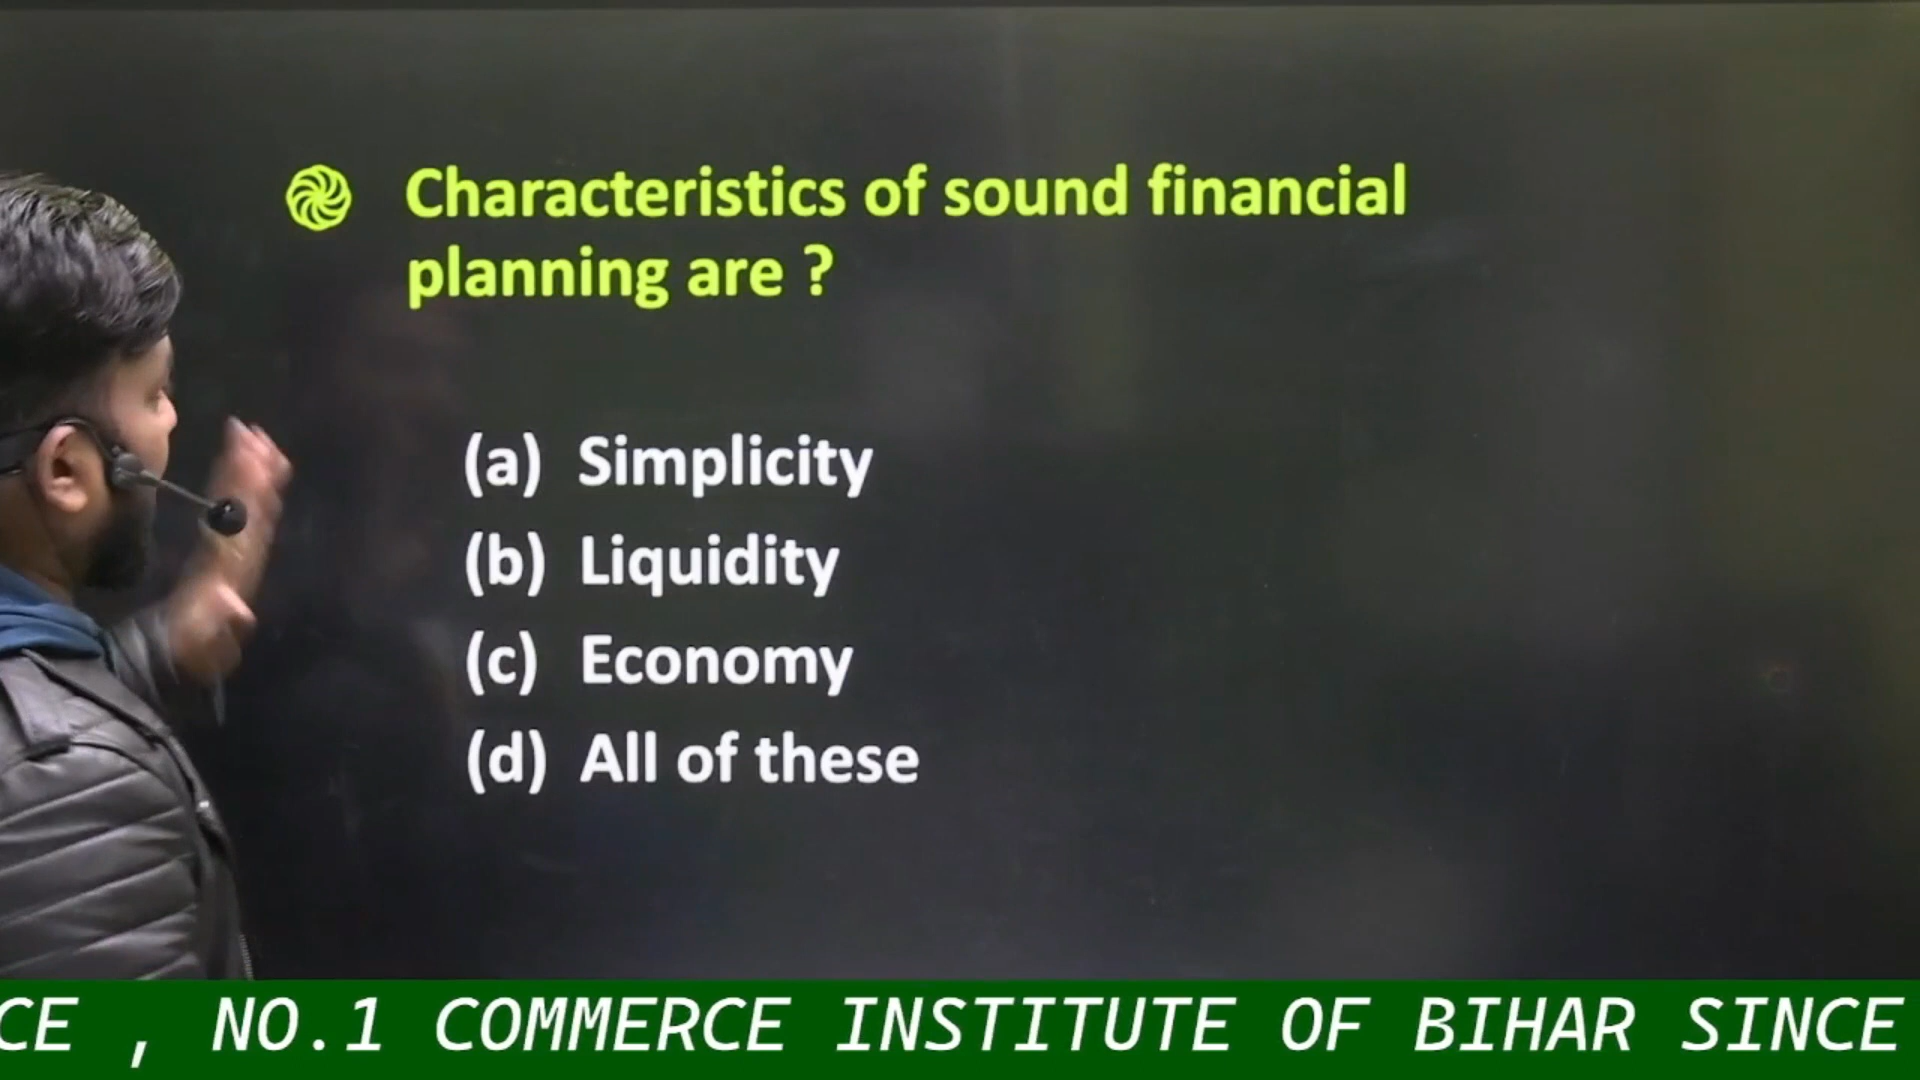 Characteristics of sound financial
planning are ?
(a) Simplicity
(b) Liquidity
(c) Economy
(d) All of these
CE , NO.1 COMMERCE INSTITUTE OF BIHAR SINCE